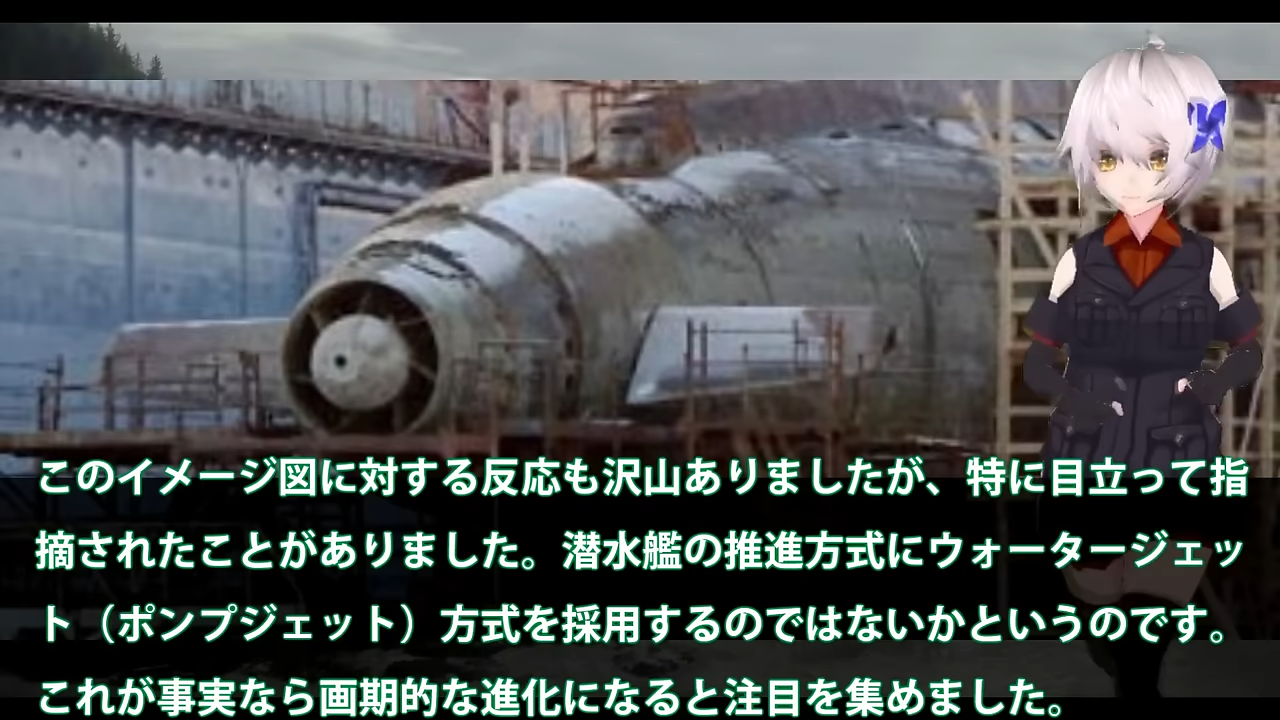 このイメージ図に対する反応も沢山ありましたが、特に目立って指
摘されたことがありました。潜水艦の推進方式にウォータージェッ
ト（ポンプジェット）方式を採用するのではないかというのです。
これが事実なら画期的な進化になると注目を集めました。